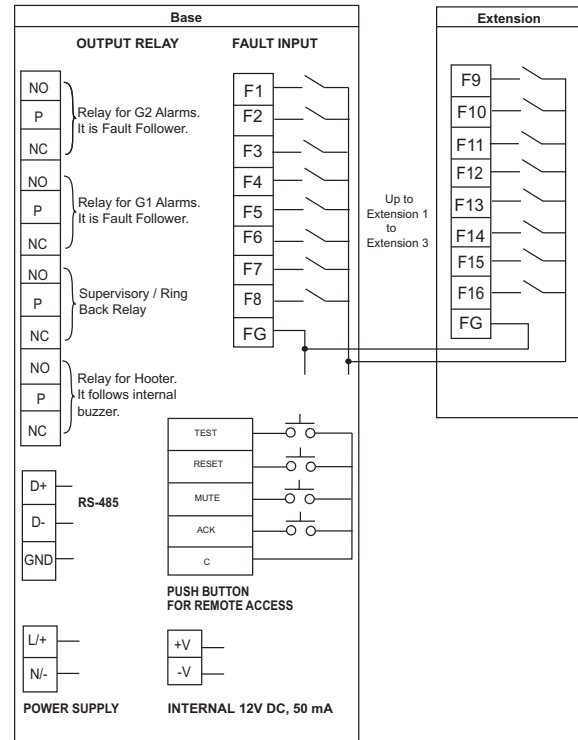 Base
OUTPUT RELAY
FAULT INPUT
NO
P
NC
Relay for G2 Alarms.
It is Fault Follower.
NO
P
NC
Relay for G1 Alarms.
It is Fault Follower.
NO
P
NC
Supervisory / Ring
Back Relay
NO
P
NC
Relay for Hooter.
It follows internal
buzzer.
F1
F2
F3
F4
F5
F6
F7
F8
FG
Up to
Extension 1
to
Extension 3
Extension
F9
F10
F11
F12
F13
F14
F15
F16
FG
D+
D-
GND
RS-485
TEST
RESET
MUTE
ACK
C
PUSH BUTTON
FOR REMOTE ACCESS
L/+
N/-
POWER SUPPLY
+V
-V
INTERNAL 12V DC, 50 mA